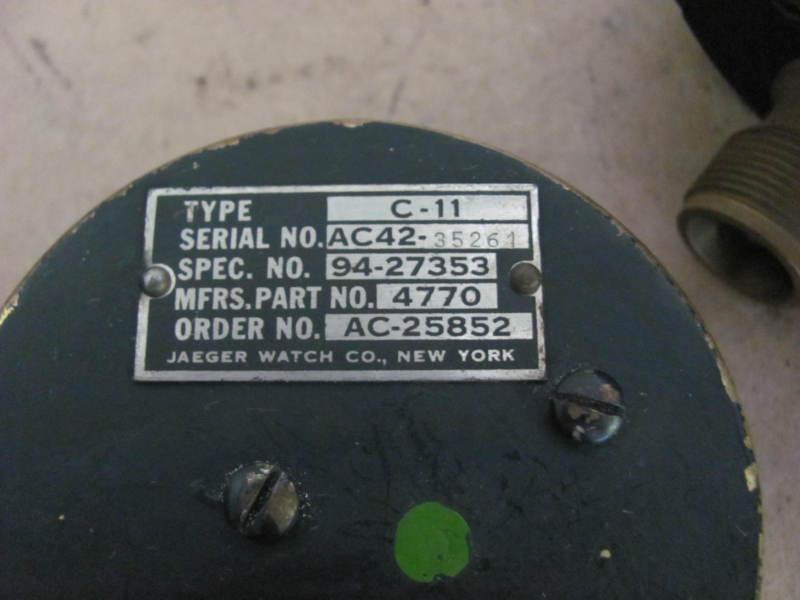 TYPE C-11
SERIAL NO. AC42-35261
SPEC. NO. 94-27353
MFRS. PART NO. 4770
ORDER NO. AC-25852
JAEGER WATCH CO., NEW YORK